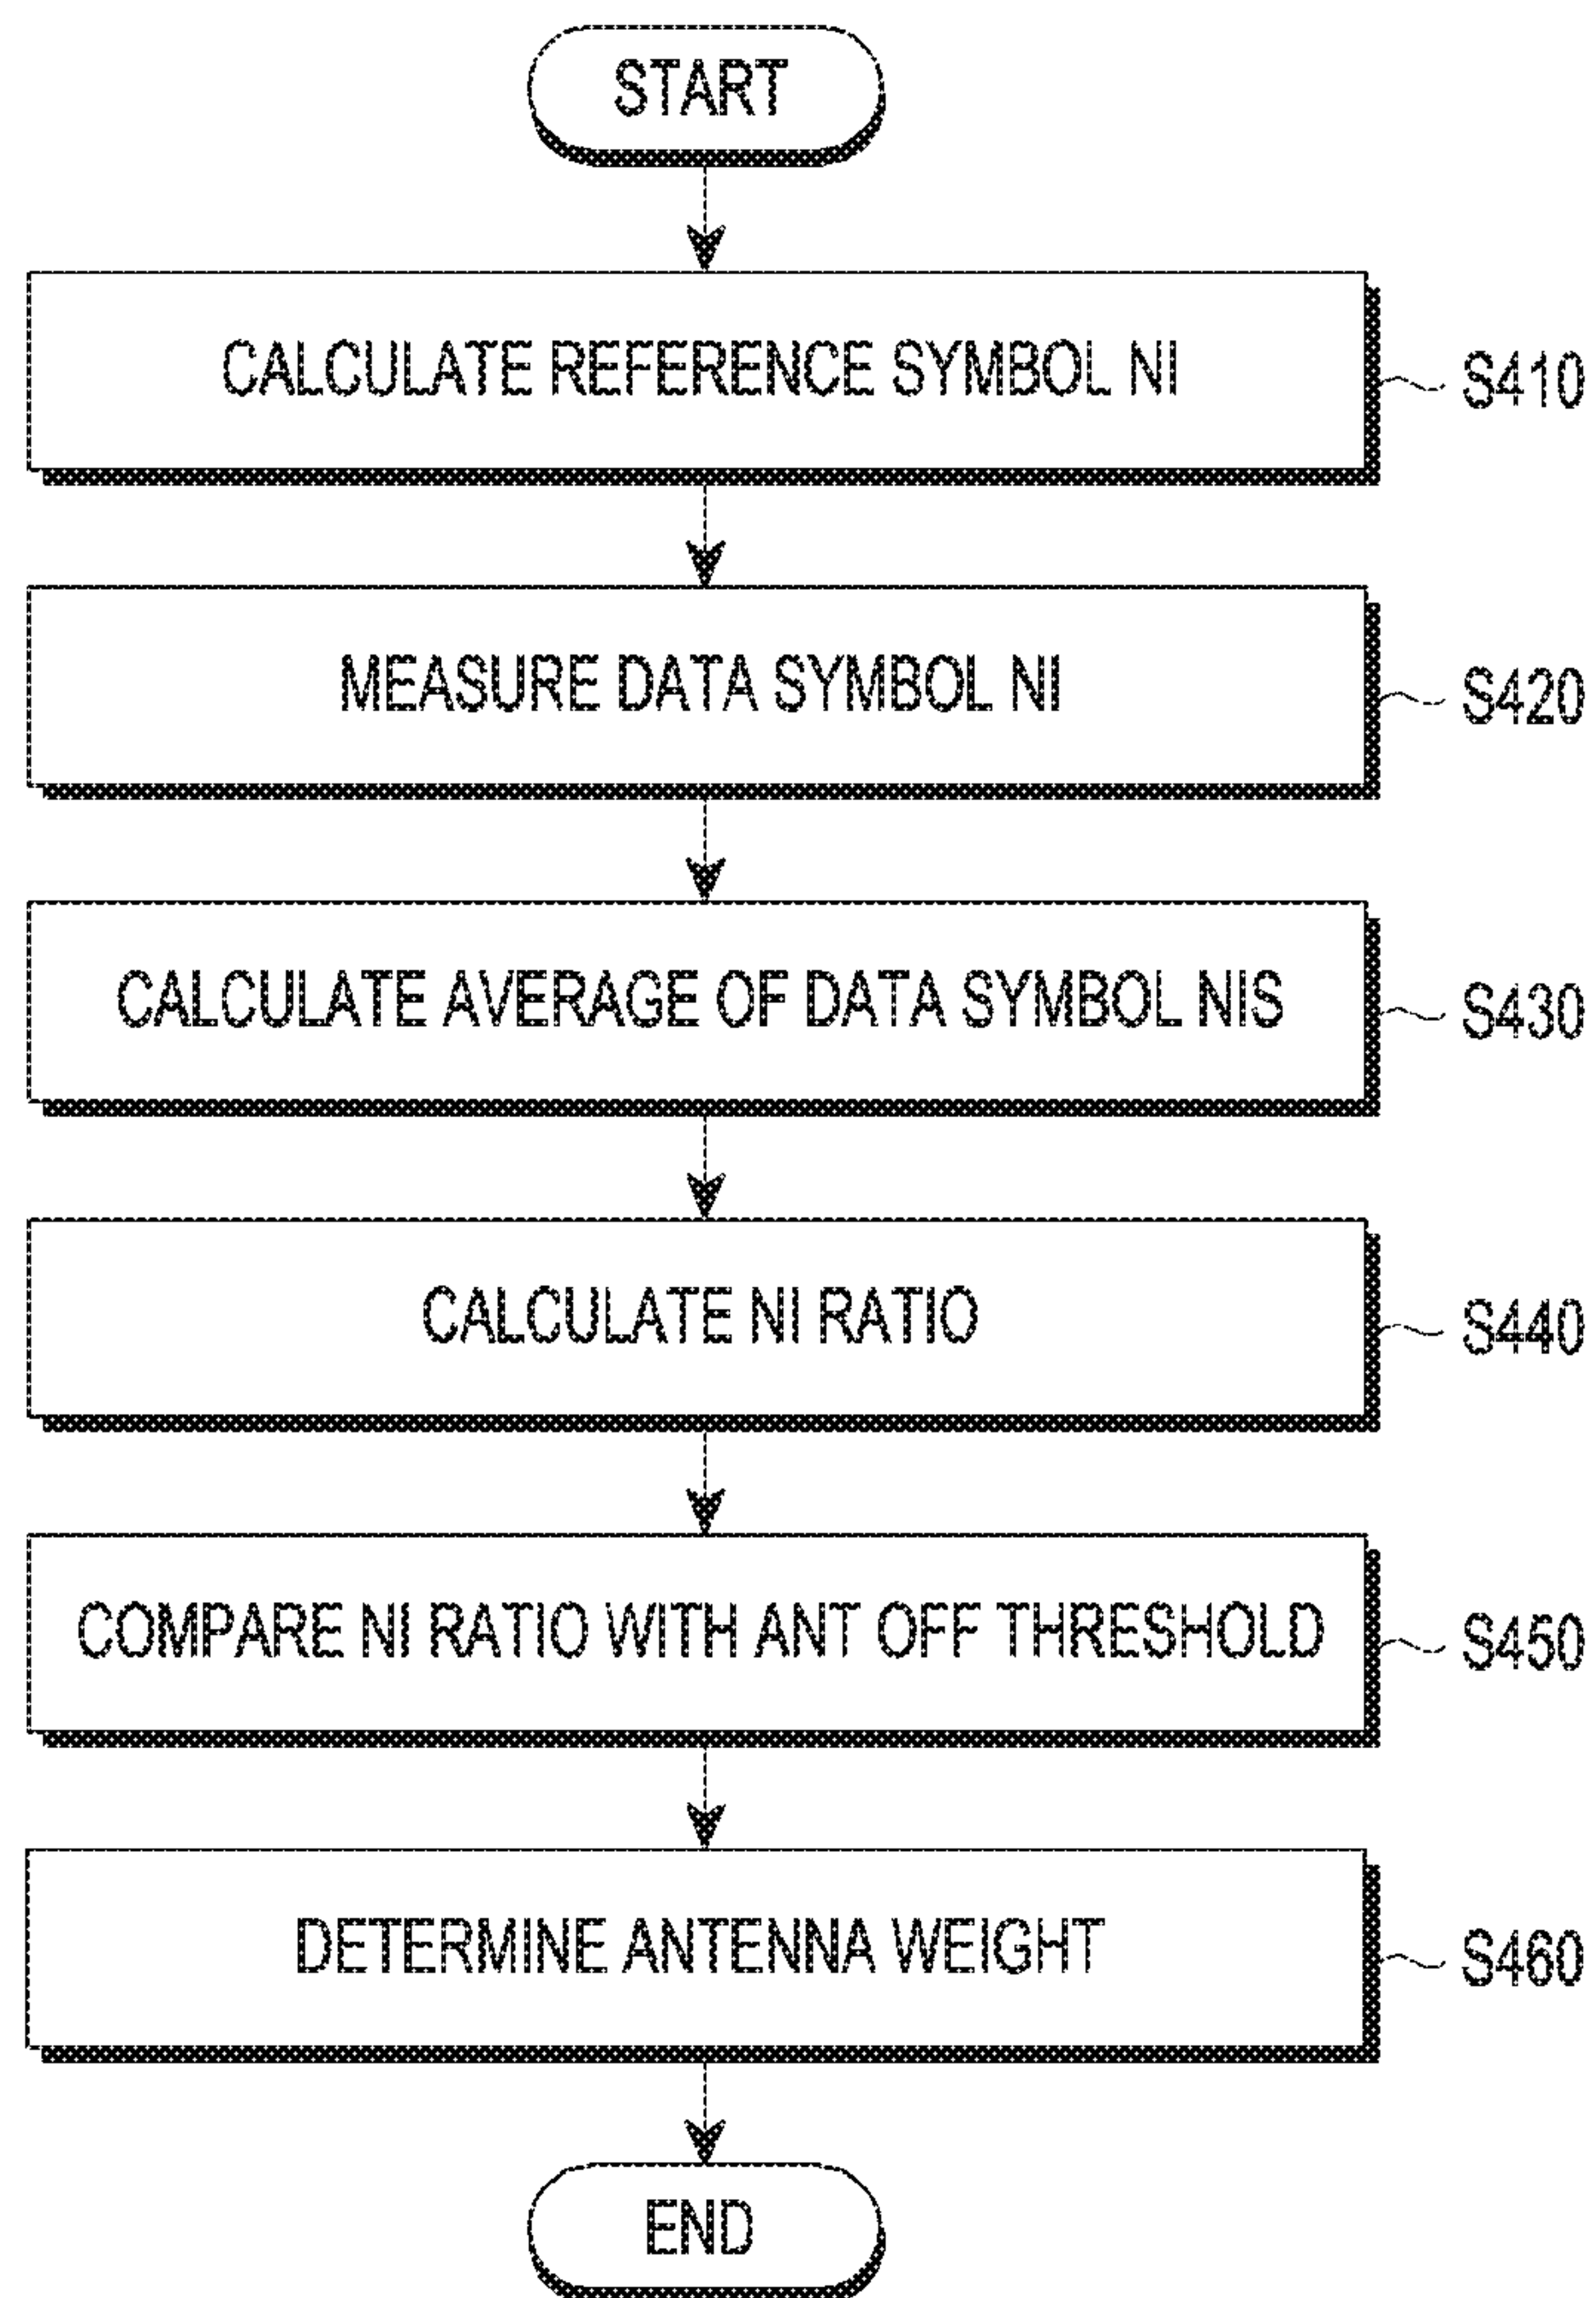 START
CALCULATE REFERENCE SYMBOL NI
S410
MEASURE DATA SYMBOL NI
S420
CALCULATE AVERAGE OF DATA SYMBOL NIS
S430
CALCULATE NI RATIO
S440
COMPARE NI RATIO WITH ANT OFF THRESHOLD
S450
DETERMINE ANTENNA WEIGHT
S460
END